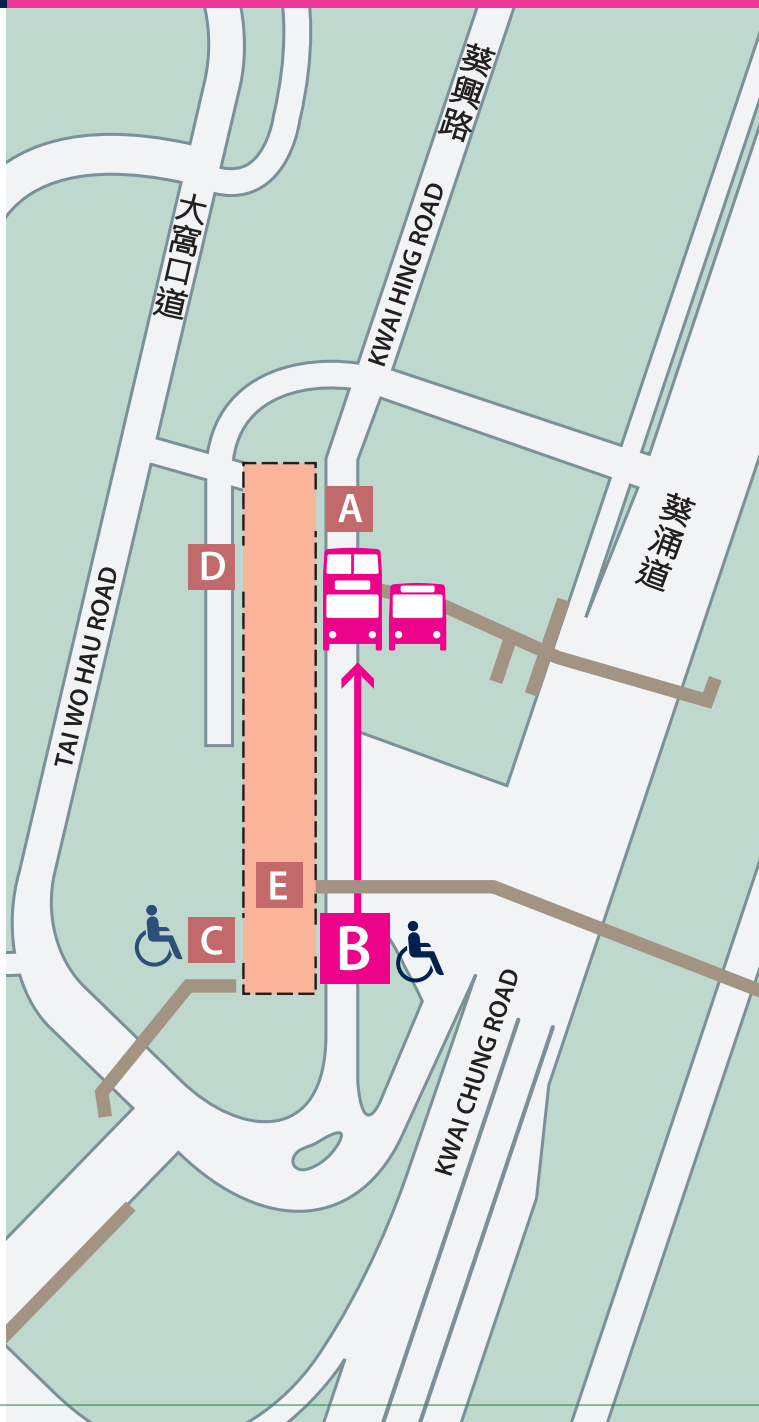 葵興路
KWAI HING ROAD
大窩口道
葵涌道
A
D
TAI WO HAU ROAD
E
C
B
KWAI CHUNG ROAD